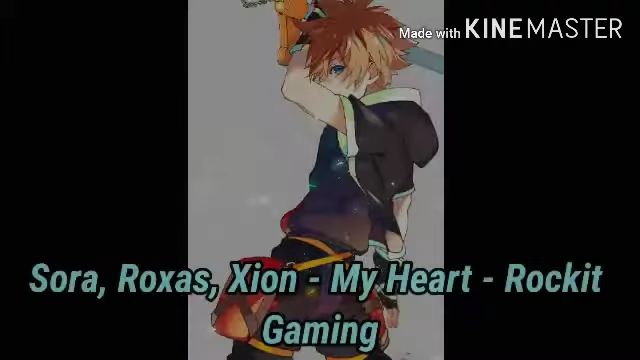 Made with KINEMASTER
Sora, Roxas, Xion - My Heart - Rockit
Gaming